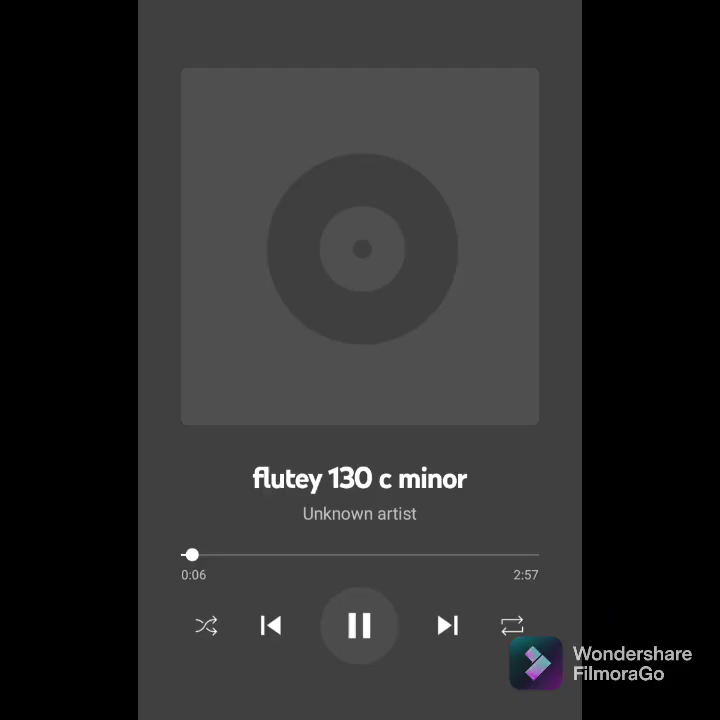 flutey 130 c minor
Unknown artist
0:06
2:57
Wondershare
FilmoraGo